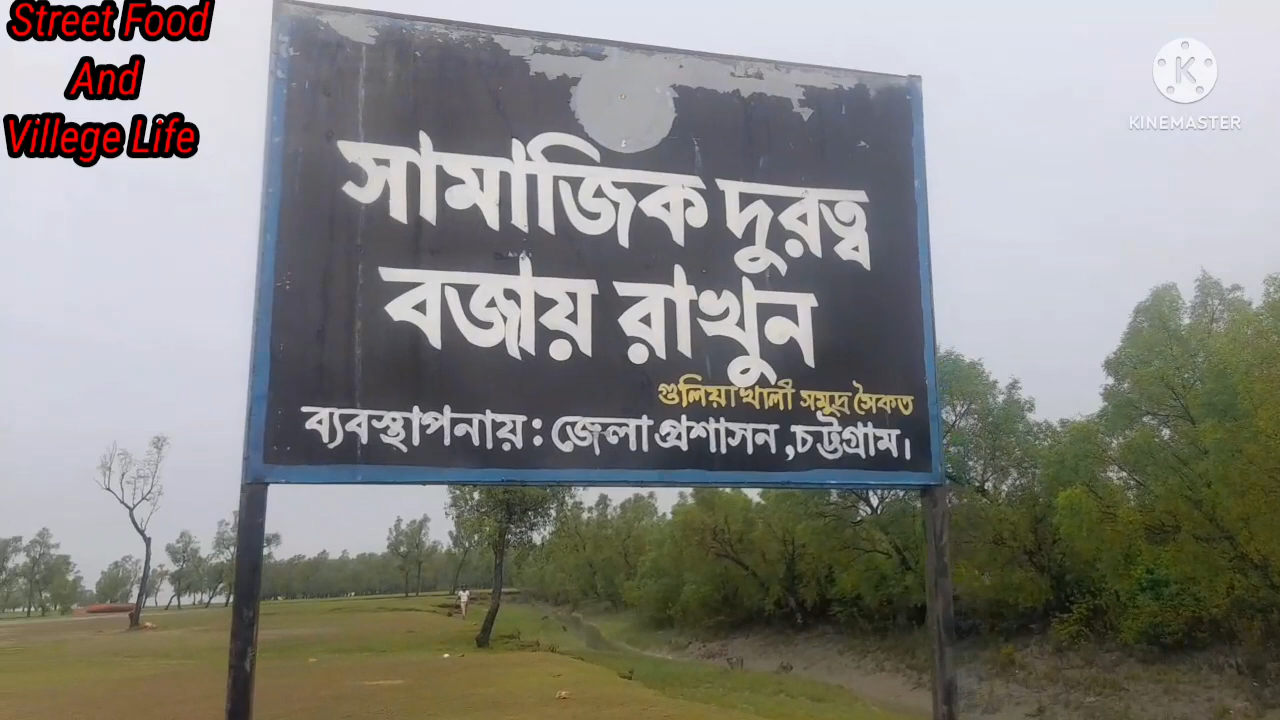 Street Food
And
Villege Life
KINEMASTER
সামাজিক দুরত্ব
বজায় রাখুন
গুলিয়াখালী সমুদ্র সৈকত
ব্যবস্থাপনায়: জেলা প্রশাসন, চট্টগ্রাম।